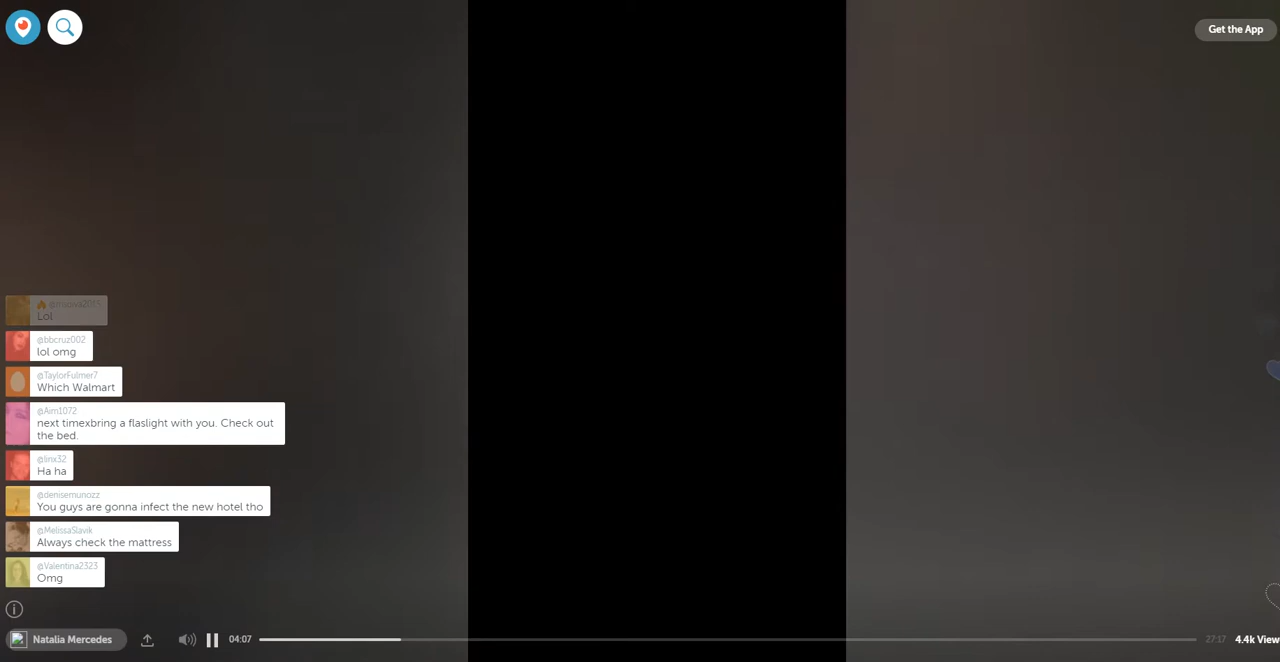 Get the App
Lol
@bbcruz002
lol omg
@TaylorFulmer7
Which Walmart
@Aim1072
next timexbring a flaslight with you. Check out
the bed.
@linx32
Ha ha
@denisemunozz
You guys are gonna infect the new hotel tho
@MelissaSlavik
Always check the mattress
@Valentina2323
Omg
Natalia Mercedes
04:07
27:17
4.4k View